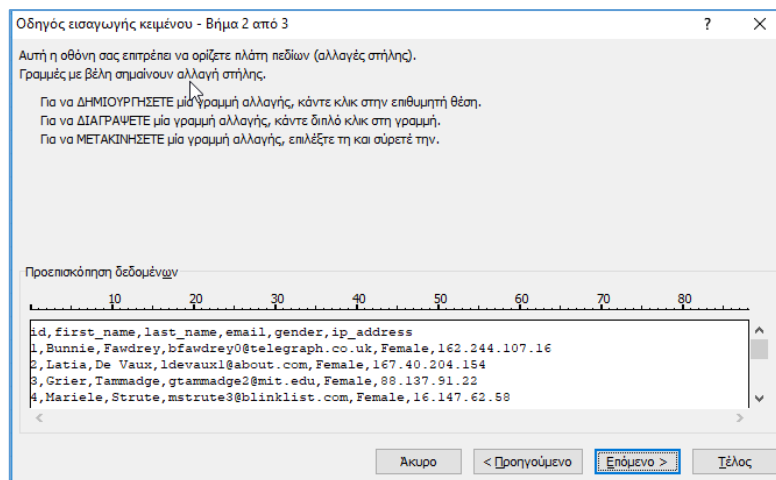 Οδηγός εισαγωγής κειμένου - Βήμα 2 από 3
Αυτή η οθόνη σας επιτρέπει να ορίζετε πλάτη πεδίων (αλλαγές στήλης).
Γραμμές με βέλη σημαίνουν αλλαγή στήλης.
Για να ΔΗΜΙΟΥΡΓΗΣΕΤΕ μία γραμμή αλλαγής, κάντε κλικ στην επιθυμητή θέση.
Για να ΔΙΑΓΡΑΨΕΤΕ μία γραμμή αλλαγής, κάντε διπλό κλικ στη γραμμή.
Για να ΜΕΤΑΚΙΝΗΣΕΤΕ μία γραμμή αλλαγής, επιλέξτε τη και σύρετέ την.
Προεπισκόπηση δεδομένων
10 20 30 40 50 60 70 80
id,first_name,last_name,email,gender,ip_address
1,Bunnie,Fawdrey,bfawdrey0@telegraph.co.uk,Female,162.244.107.16
2,Latia,De Vaux,ldevaux1@about.com,Female,167.40.204.154
3,Grier,Tammadge,gtammadge2@mit.edu,Female,88.137.91.22
4,Mariele,Strute,mstrute3@blinklist.com,Female,16.147.62.58
Άκυρο < Προηγούμενο Επόμενο > Τέλος